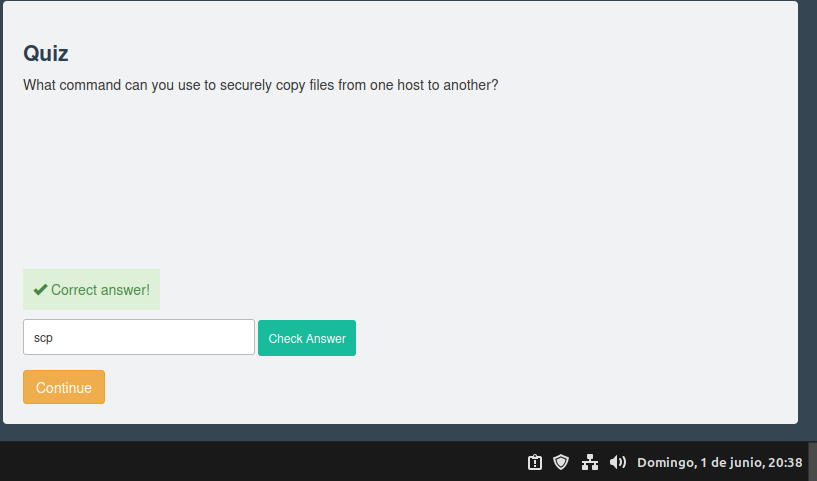 Quiz
What command can you use to securely copy files from one host to another?
Correct answer!
scp
Check Answer
Continue
Domingo, 1 de junio, 20:38